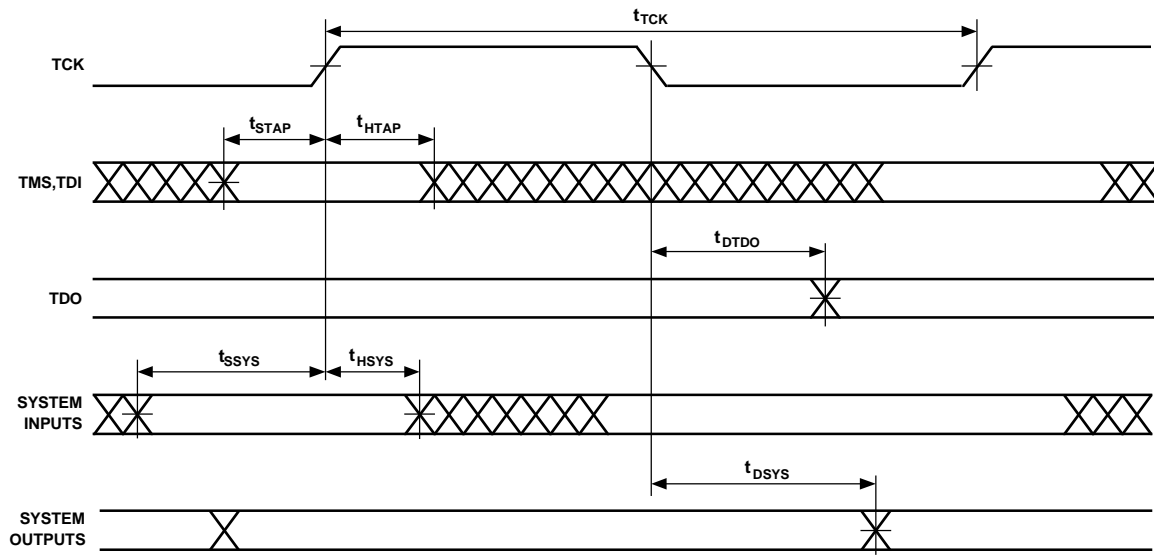 tTCK
TCK
tSTAP
tHTAP
TMS,TDI
tDTDO
TDO
tSSYS
tHSYS
SYSTEM
INPUTS
tDSYS
SYSTEM
OUTPUTS